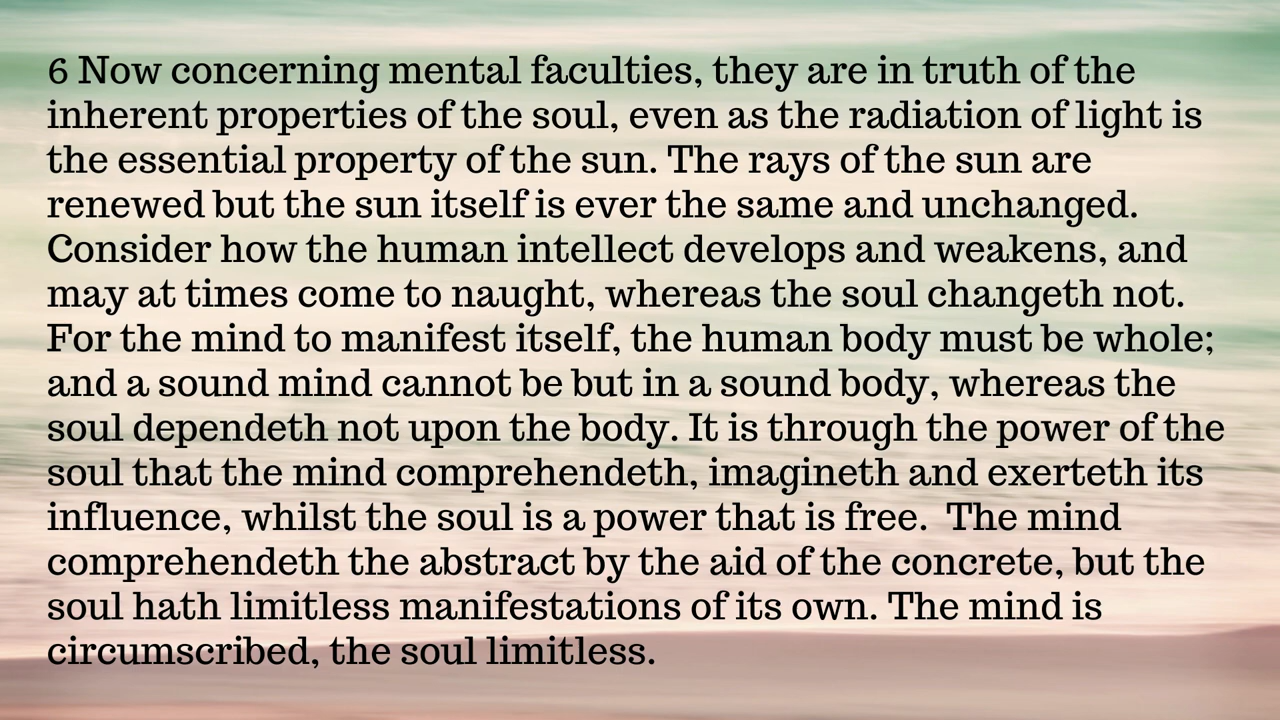 6 Now concerning mental faculties, they are in truth of the
inherent properties of the soul, even as the radiation of light is
the essential property of the sun. The rays of the sun are
renewed but the sun itself is ever the same and unchanged.
Consider how the human intellect develops and weakens, and
may at times come to naught, whereas the soul changeth not.
For the mind to manifest itself, the human body must be whole;
and a sound mind cannot be but in a sound body, whereas the
soul dependeth not upon the body. It is through the power of the
soul that the mind comprehendeth, imagineth and exerteth its
influence, whilst the soul is a power that is free.  The mind
comprehendeth the abstract by the aid of the concrete, but the
soul hath limitless manifestations of its own. The mind is
circumscribed, the soul limitless.